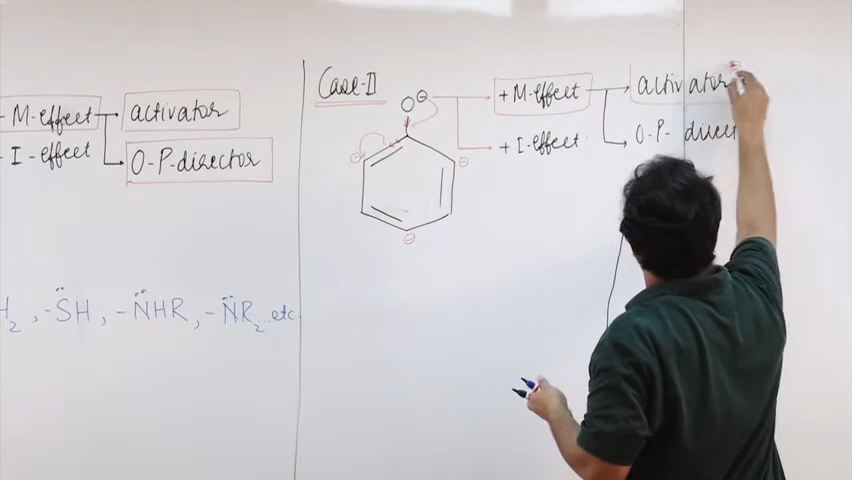 - M-effect activator
- I-effect O-P-director
H₂, -S̈H, -N̈HR, -N̈R₂ ...etc
Case-II
O⊖ +M-effect activator
+ I-effect O-P- direct
⊖
⊖
⊖